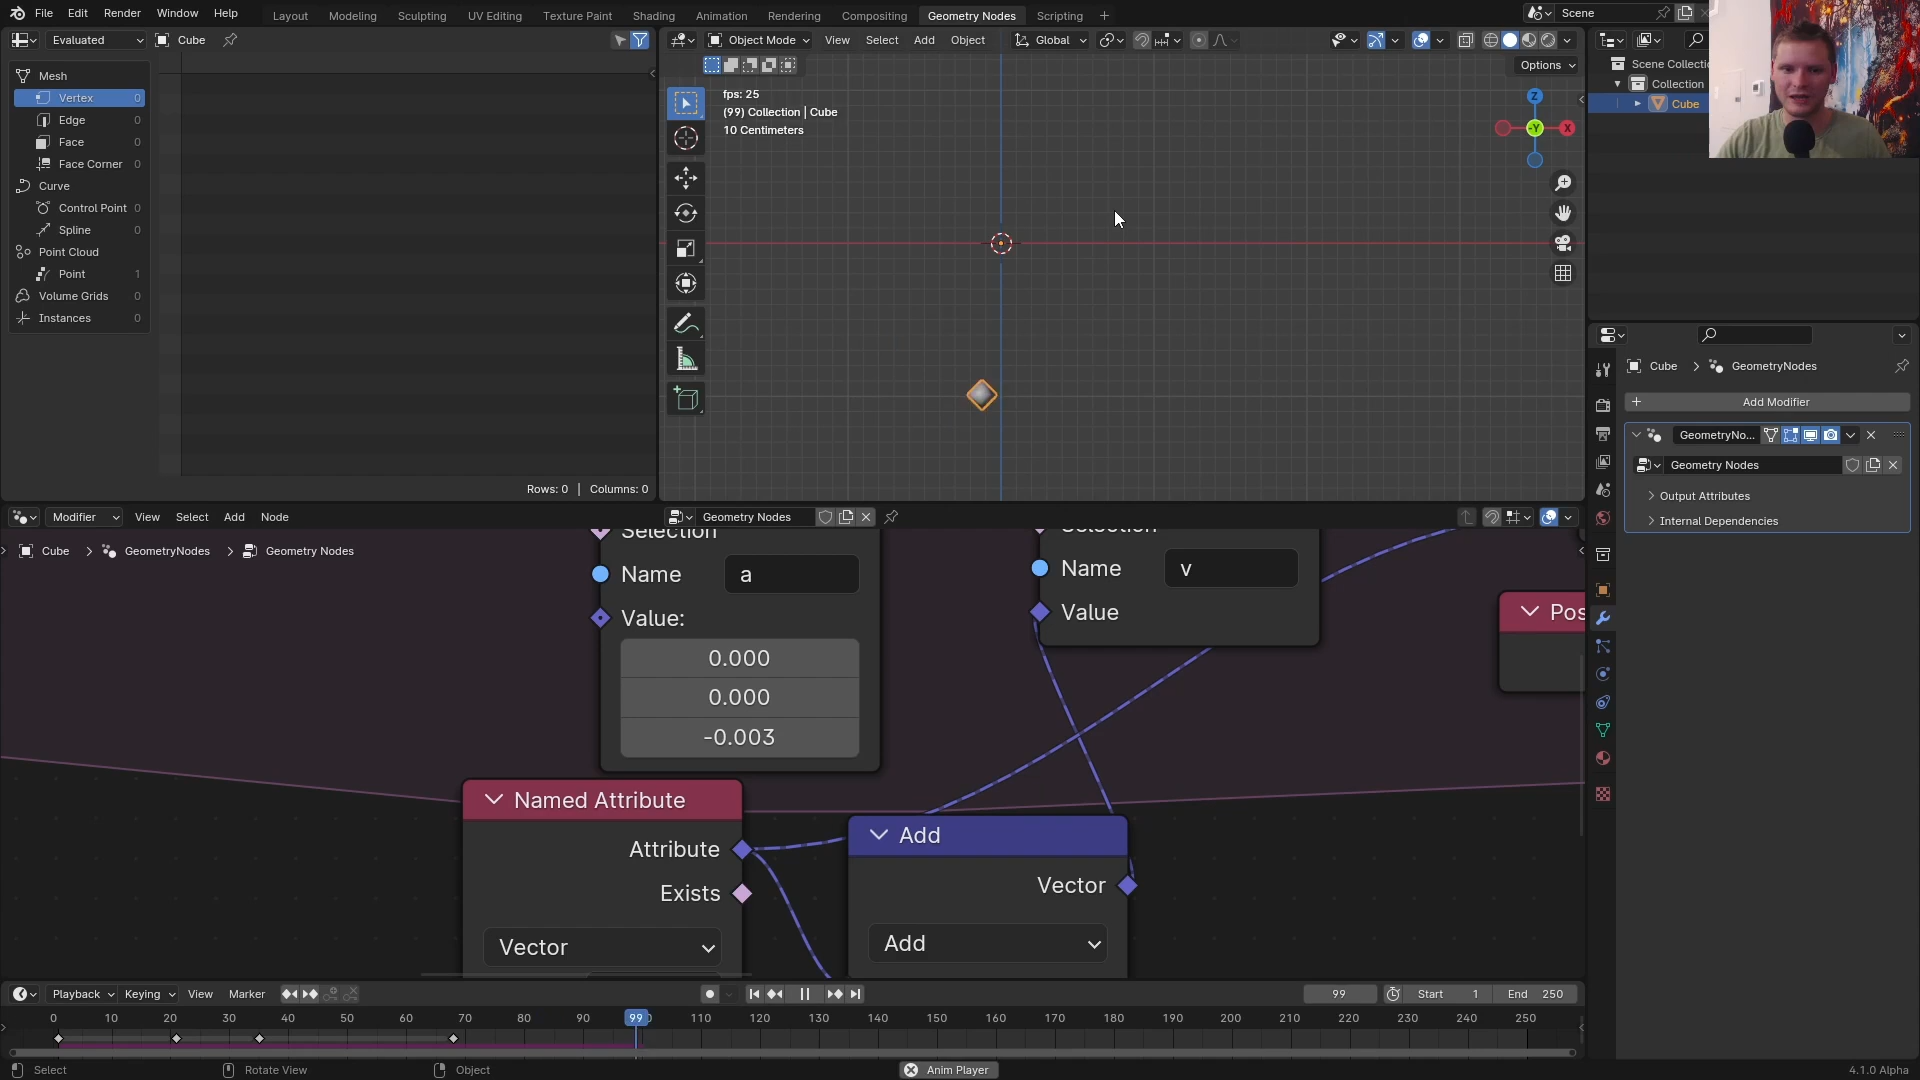 File Edit Render Window Help
Layout Modeling Sculpting UV Editing Texture Paint Shading Animation Rendering Compositing Geometry Nodes Scripting +
Scene
Evaluated Cube
Object Mode View Select Add Object Global
Options
Mesh
Vertex 0
Edge 0
Face 0
Face Corner 0
Curve
Control Point 0
Spline 0
Point Cloud
Point 1
Volume Grids 0
Instances 0
Rows: 0 | Columns: 0
fps: 25
(99) Collection | Cube
10 Centimeters
Z
-Y
X
Scene Collectio
Collection
Cube
Cube > GeometryNodes
+ Add Modifier
GeometryNo...
Geometry Nodes
Output Attributes
Internal Dependencies
Modifier View Select Add Node
Geometry Nodes
Cube > GeometryNodes > Geometry Nodes
Selection
Name a
Value:
0.000
0.000
-0.003
Selection
Name v
Value
Pos
Named Attribute
Attribute
Exists
Vector
Add
Vector
Add
Playback Keying View Marker
99 Start 1 End 250
0 10 20 30 40 50 60 70 80 90 99 110 120 130 140 150 160 170 180 190 200 210 220 230 240 250
Select Rotate View Object Anim Player 4.1.0 Alpha